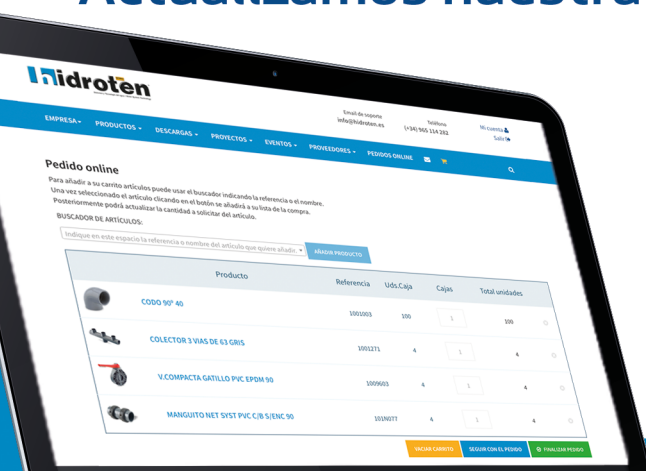 Actualizamos nuestra
hidroten
Email de soporte
info@hidroten.es
Teléfono
(+34) 965 114 282
Mi cuenta
Salir
EMPRESA
PRODUCTOS
DESCARGAS
PROYECTOS
EVENTOS
PROVEEDORES
PEDIDOS ONLINE
Pedido online
Para añadir a su carrito artículos puede usar el buscador indicando la referencia o el nombre.
Una vez seleccionado el artículo clicando en el botón se añadirá a su lista de la compra.
Posteriormente podrá actualizar la cantidad a solicitar del artículo.
BUSCADOR DE ARTÍCULOS:
Indique en este espacio la referencia o nombre del artículo que quiere añadir.
AÑADIR PRODUCTO
Producto Referencia Uds.Caja Cajas Total unidades
CODO 90º 40 1001003 100 1 100
COLECTOR 3 VIAS DE 63 GRIS 1001271 4 1 4
V.COMPACTA GATILLO PVC EPDM 90 1009603 4 1 4
MANGUITO NET SYST PVC C/B S/ENC 90 101N077 4 1 4
VACIAR CARRITO SEGUIR CON EL PEDIDO FINALIZAR PEDIDO